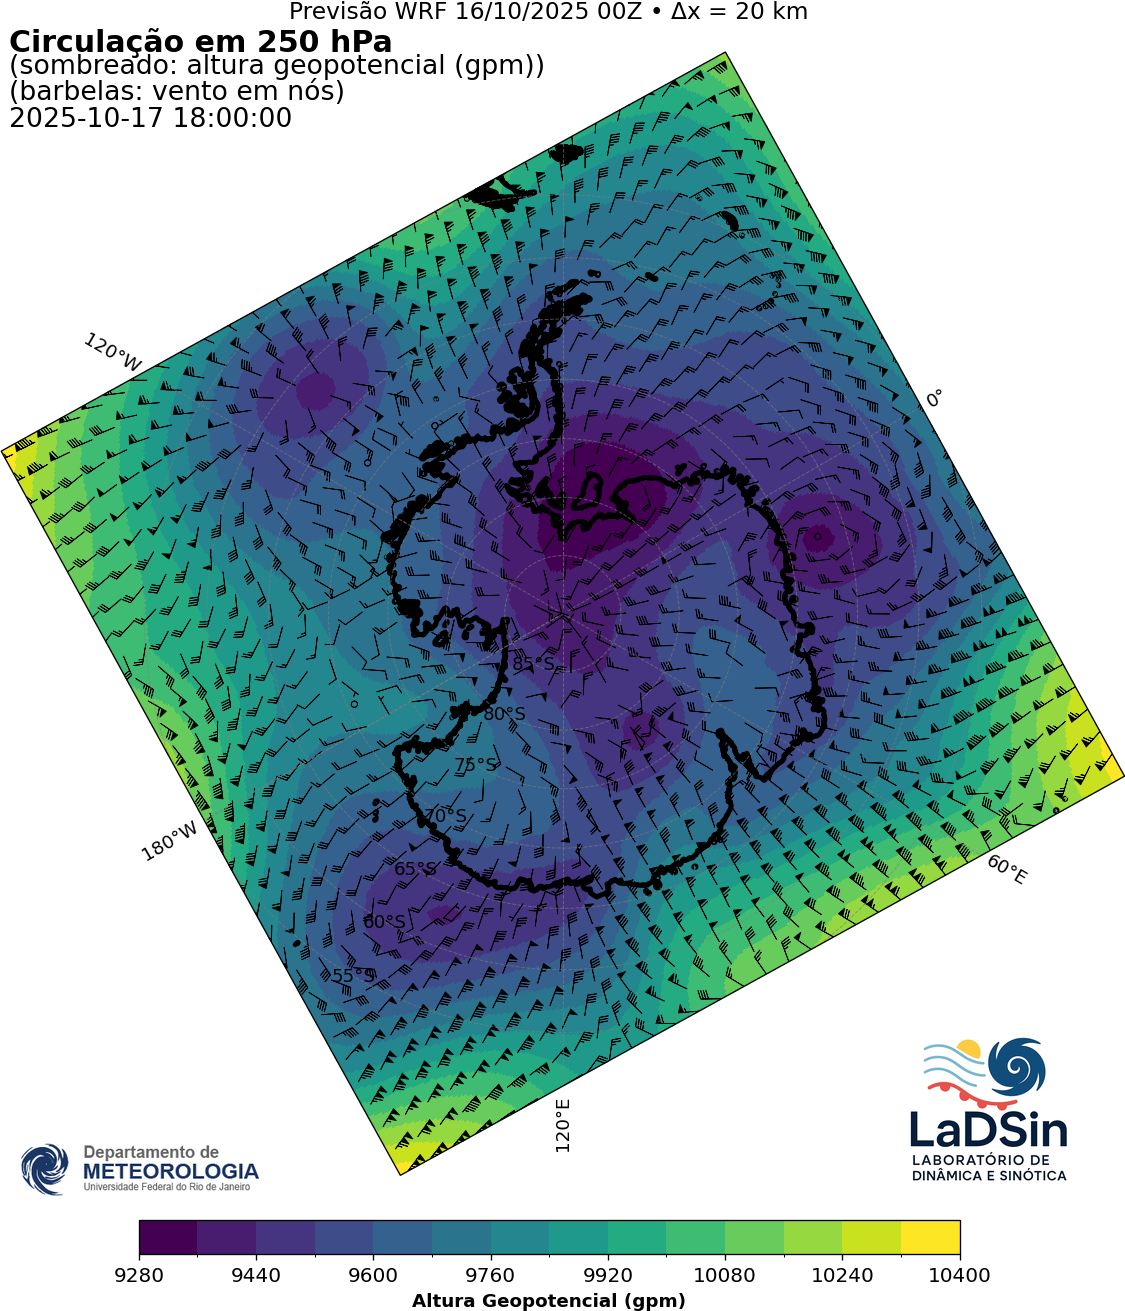 Previsão WRF 16/10/2025 00Z • Δx = 20 km
Circulação em 250 hPa
(sombreado: altura geopotencial (gpm))
(barbelas: vento em nós)
2025-10-17 18:00:00
120°W
0°
85°S
80°S
75°S
70°S
65°S
60°S
55°S
180°W
60°E
120°E
Departamento de
METEOROLOGIA
Universidade Federal do Rio de Janeiro
LaDSin
LABORATÓRIO DE
DINÂMICA E SINÓTICA
9280 9440 9600 9760 9920 10080 10240 10400
Altura Geopotencial (gpm)